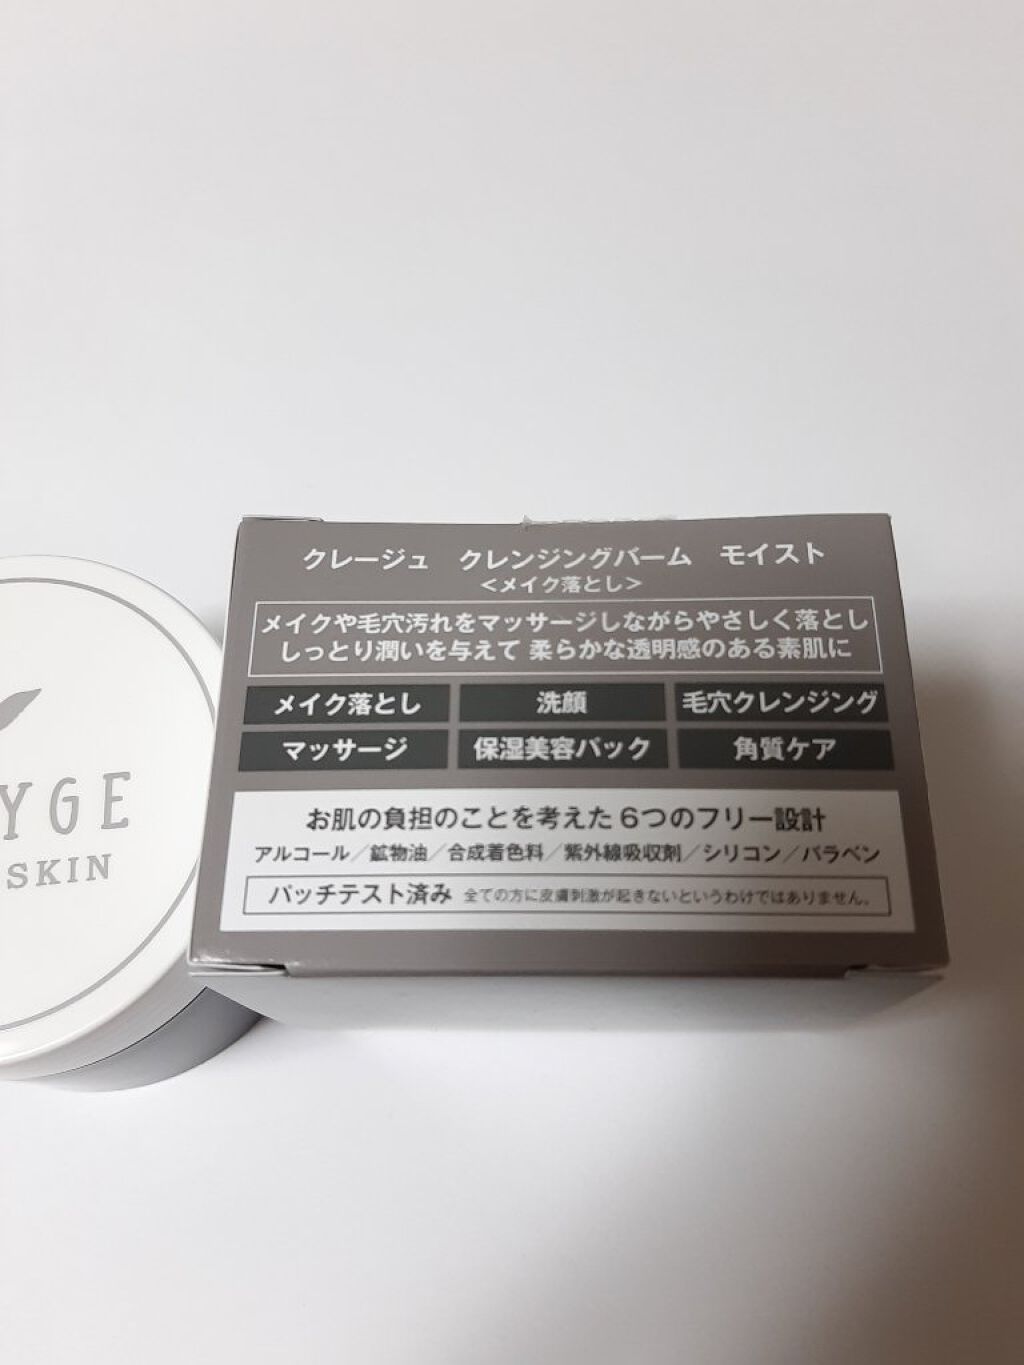 クレージュ クレンジングバーム モイスト
<メイク落とし>
メイクや毛穴汚れをマッサージしながらやさしく落とし
しっとり潤いを与えて 柔らかな透明感のある素肌に
メイク落とし 洗顔 毛穴クレンジング
マッサージ 保湿美容パック 角質ケア
お肌の負担のことを考えた6つのフリー設計
アルコール/鉱物油/合成着色料/紫外線吸収剤/シリコン/パラベン
パッチテスト済み 全ての方に皮膚刺激が起きないというわけではありません。
YGE
SKIN